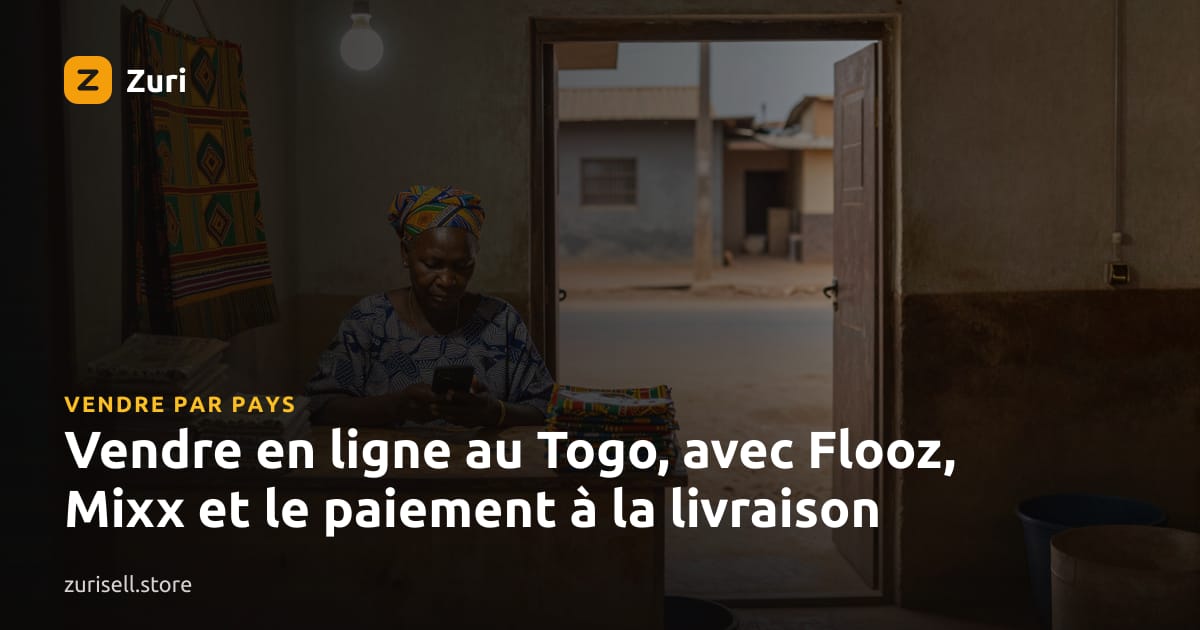 Zuri
VENDRE PAR PAYS
Vendre en ligne au Togo, avec Flooz,
Mixx et le paiement à la livraison
zurisell.store